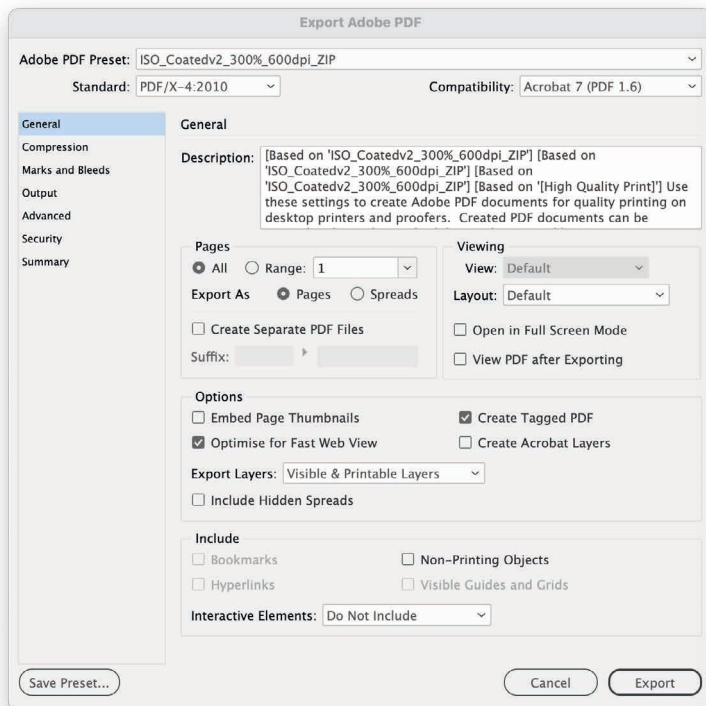 Export Adobe PDF
Adobe PDF Preset: ISO_Coatedv2_300%_600dpi_ZIP
Standard: PDF/X-4:2010
Compatibility: Acrobat 7 (PDF 1.6)
General
Compression
Marks and Bleeds
Output
Advanced
Security
Summary
General
Description: [Based on 'ISO_Coatedv2_300%_600dpi_ZIP'] [Based on
'ISO_Coatedv2_300%_600dpi_ZIP'] [Based on
'ISO_Coatedv2_300%_600dpi_ZIP'] [Based on '[High Quality Print]'] Use
these settings to create Adobe PDF documents for quality printing on
desktop printers and proofers. Created PDF documents can be
Pages
All Range: 1
Export As Pages Spreads
Create Separate PDF Files
Suffix:
Viewing
View: Default
Layout: Default
Open in Full Screen Mode
View PDF after Exporting
Options
Embed Page Thumbnails
Create Tagged PDF
Optimise for Fast Web View
Create Acrobat Layers
Export Layers: Visible & Printable Layers
Include Hidden Spreads
Include
Bookmarks
Non-Printing Objects
Hyperlinks
Visible Guides and Grids
Interactive Elements: Do Not Include
Save Preset...
Cancel
Export